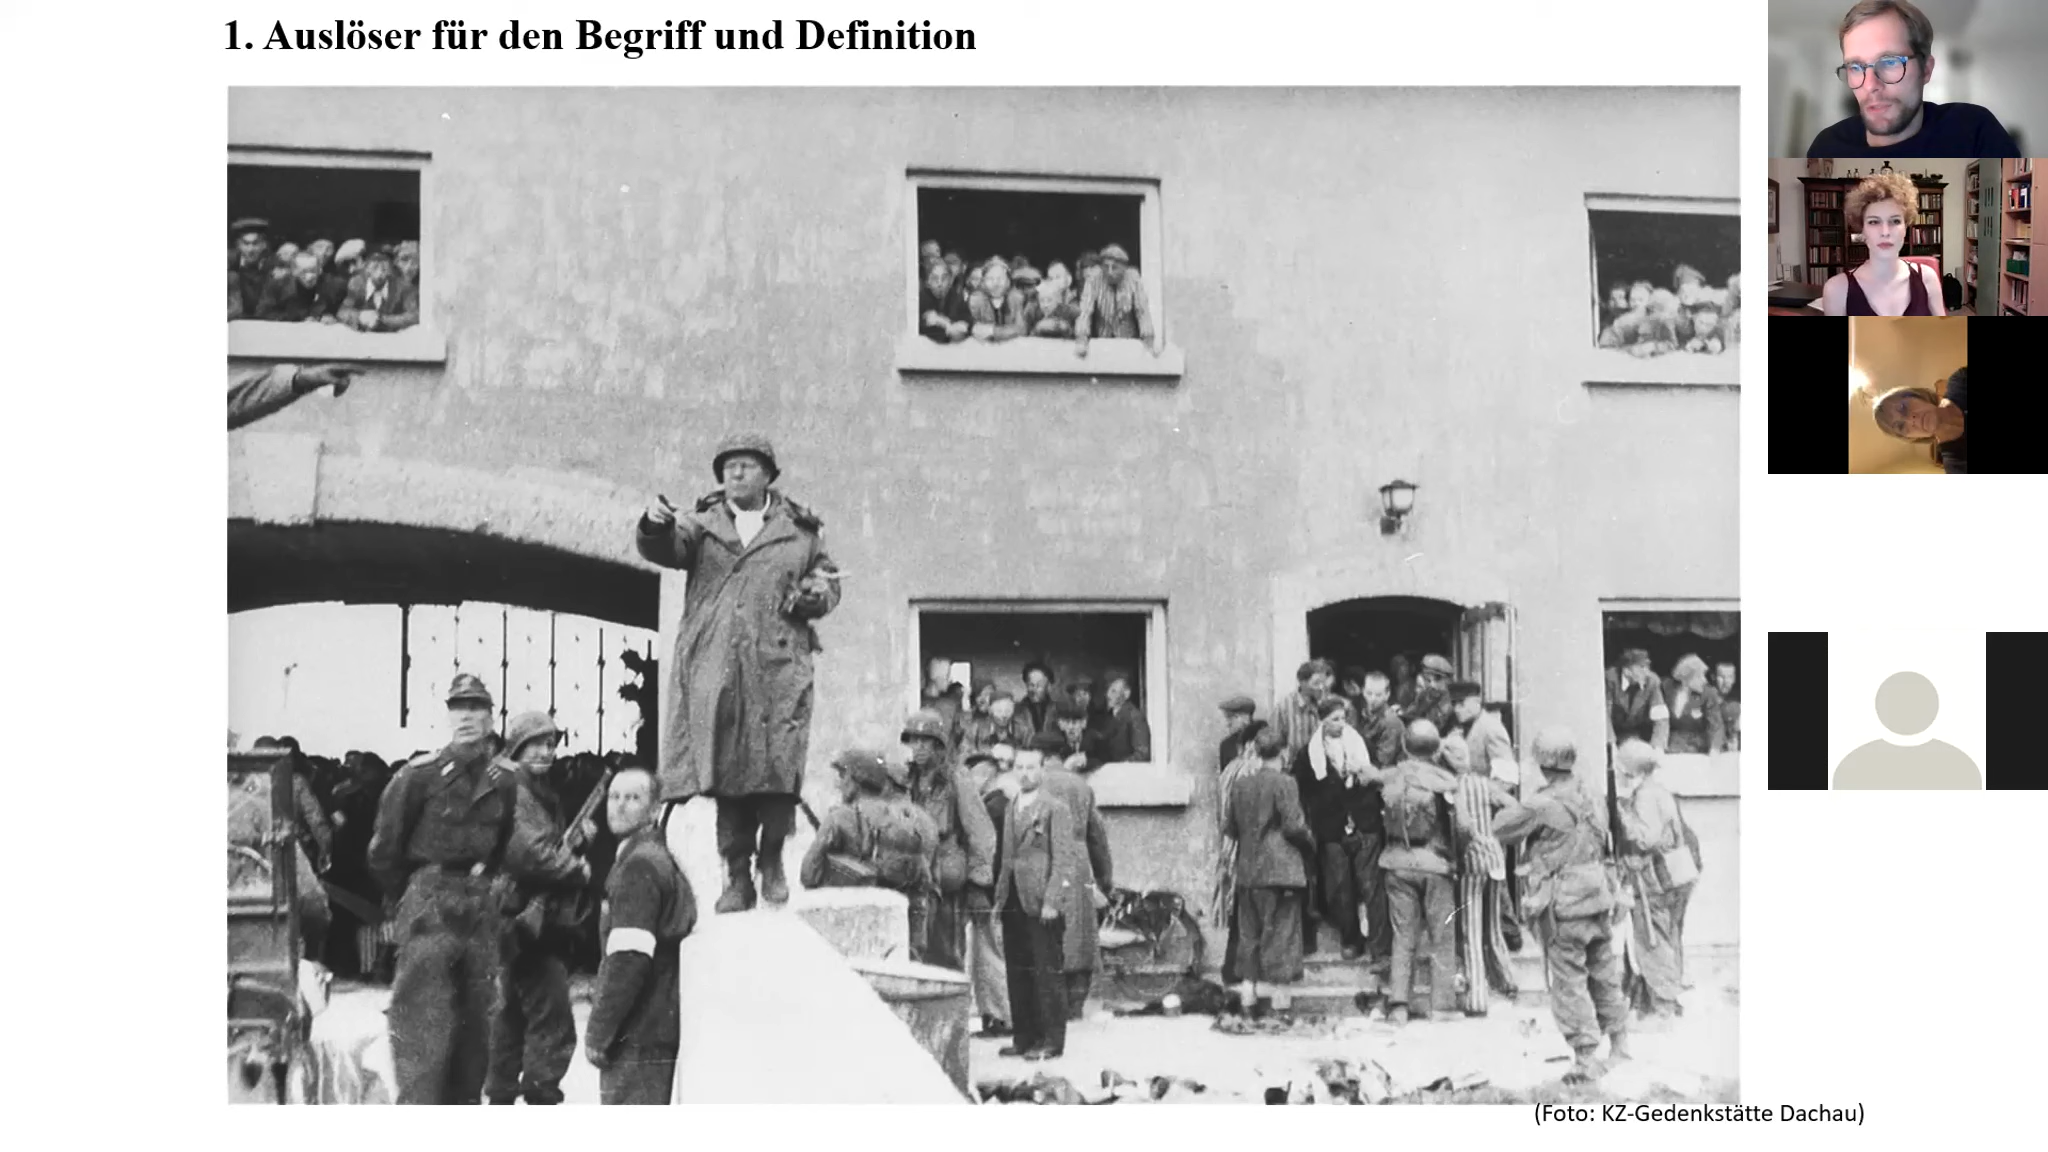 1. Auslöser für den Begriff und Definition
(Foto: KZ-Gedenkstätte Dachau)